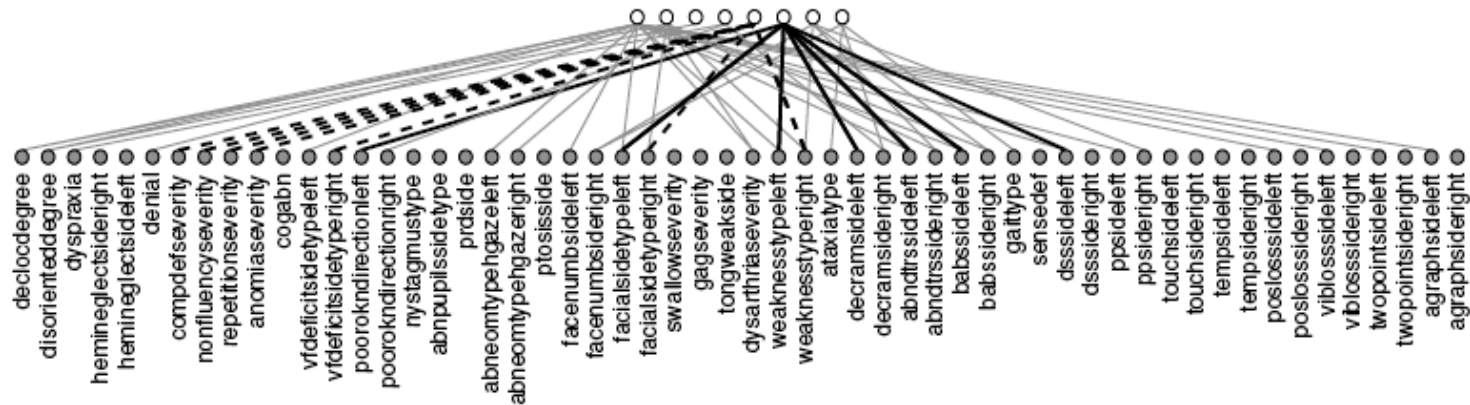 declocdegree
disorienteddegree
dyspraxia
hemineglectsideright
hemineglectsideleft
denial
compdefseverity
nonfluencyseverity
repetitionseverity
anomiaseverity
cogabn
vfdeficitsidetypeleft
vfdeficitsidetyperight
poorokndirectionleft
poorokndirectionright
nystagmustype
abnpupilssidetype
prdside
abneomtypehgazeleft
abneomtypehgazeright
ptosisside
facenumbsideleft
facenumbsideright
facialsidetypeleft
facialsidetyperight
swallowseverity
gagseverity
tongweakside
dysarthriaseverity
weaknesstypeleft
weaknesstyperight
ataxiatype
decramsideleft
decramsideright
abndtrssideleft
abndtrssideright
babssideleft
babssideright
gaittype
sensedef
dsssideleft
dsssideright
ppsideleft
ppsideright
touchsideleft
touchsideright
tempsideleft
tempsideright
poslosssideleft
poslosssideright
viblosssideleft
viblosssideright
twopointsideleft
twopointsideright
agraphsideleft
agraphsideright